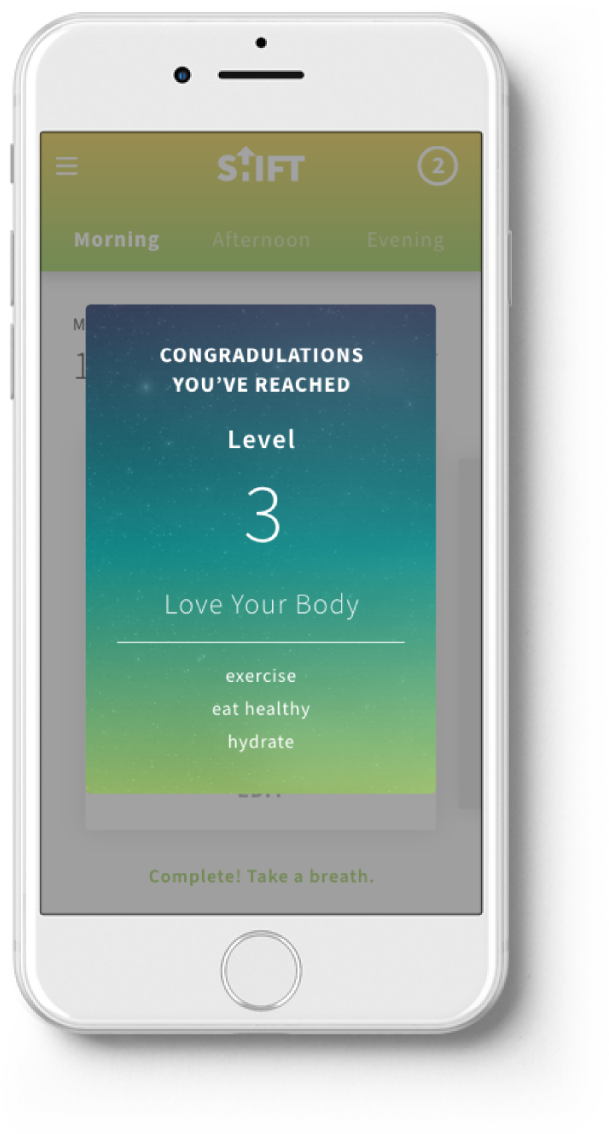 SHIFT
2
Morning Afternoon Evening
M
1
CONGRADULATIONS
YOU’VE REACHED
Level
3
Love Your Body
exercise
eat healthy
hydrate
Complete! Take a breath.